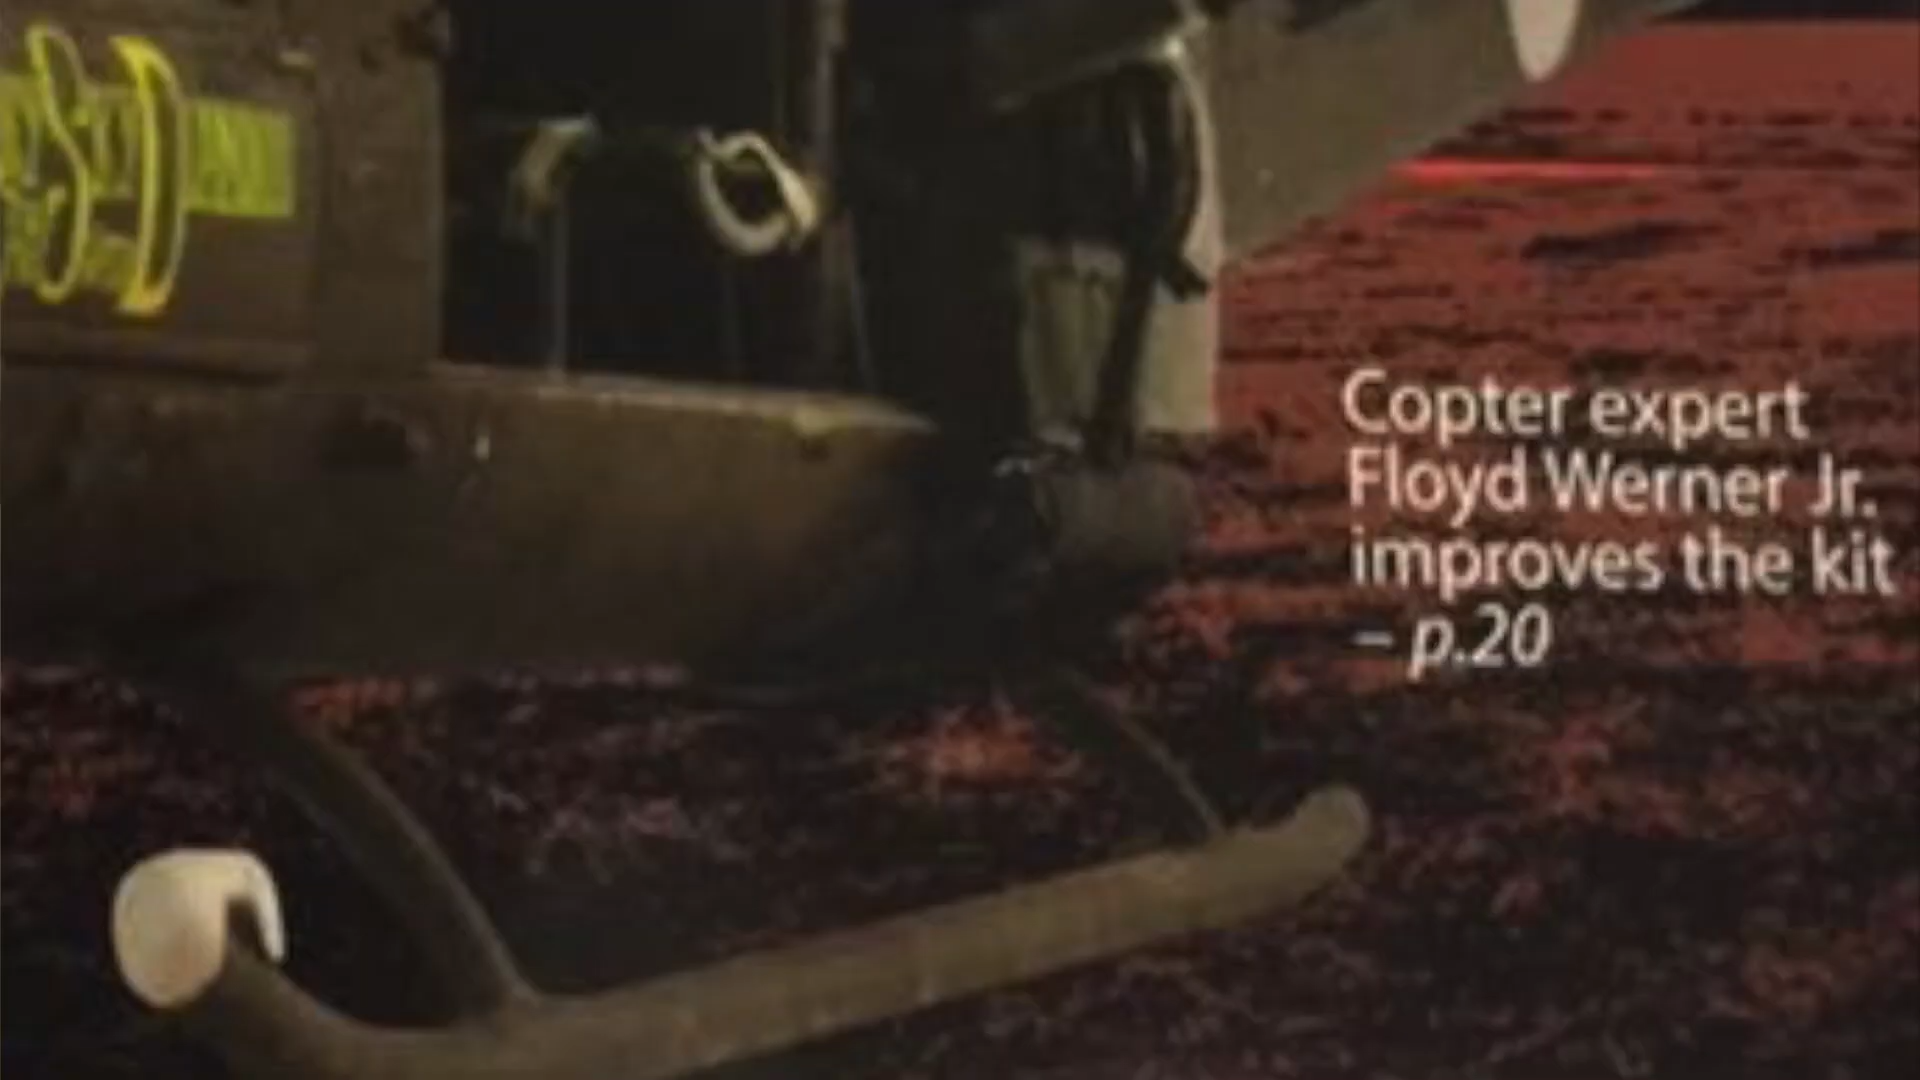 Copter expert
Floyd Werner Jr.
improves the kit
– p.20